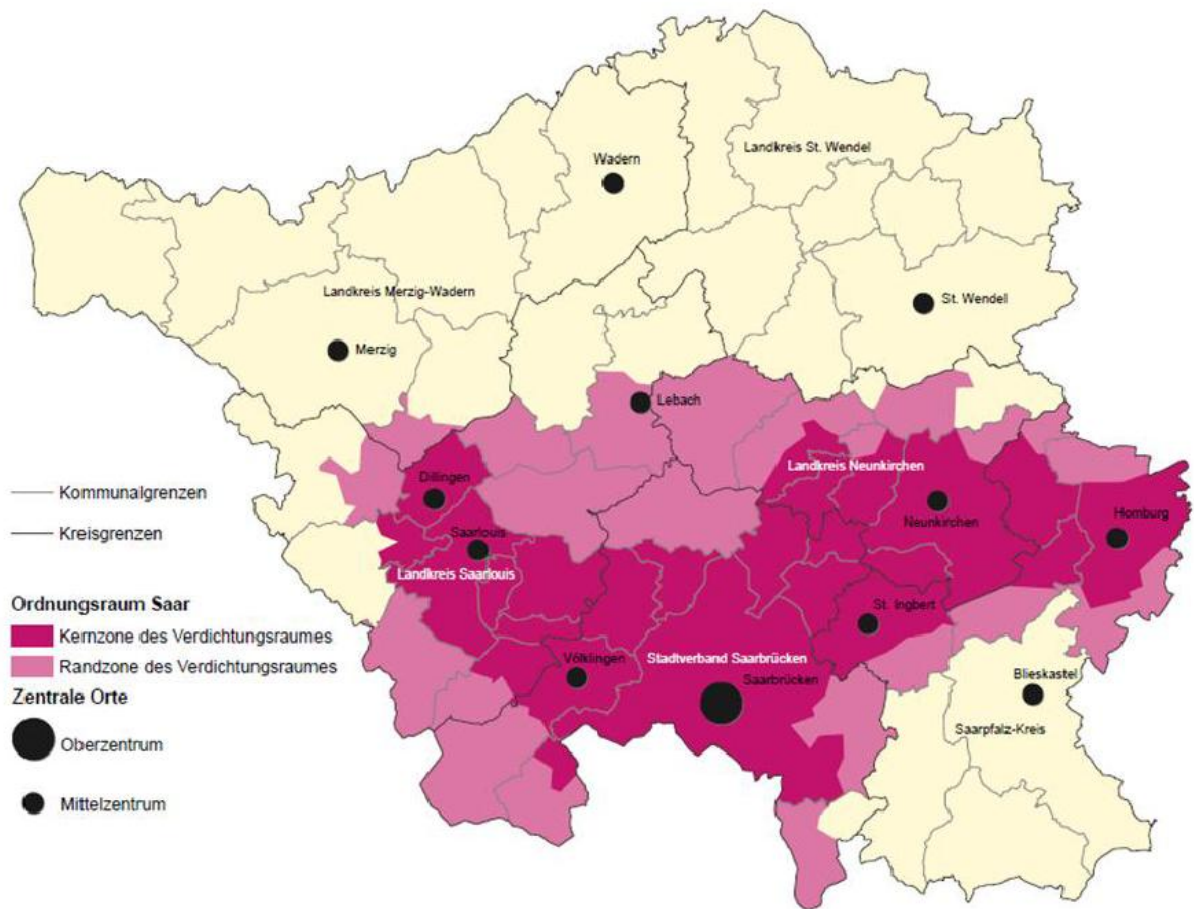 Wadern
Landkreis St. Wendel
Landkreis Merzig-Wadern
St. Wendell
Merzig
Lebach
Landkreis Neunkirchen
Dillingen
Neunkirchen
Homburg
Saarlouis
Landkreis Saarlouis
St. Ingbert
Völklingen
Stadtverband Saarbrücken
Saarbrücken
Blieskastel
Saarpfalz-Kreis
Kommunalgrenzen
Kreisgrenzen
Ordnungsraum Saar
Kernzone des Verdichtungsraumes
Randzone des Verdichtungsraumes
Zentrale Orte
Oberzentrum
Mittelzentrum